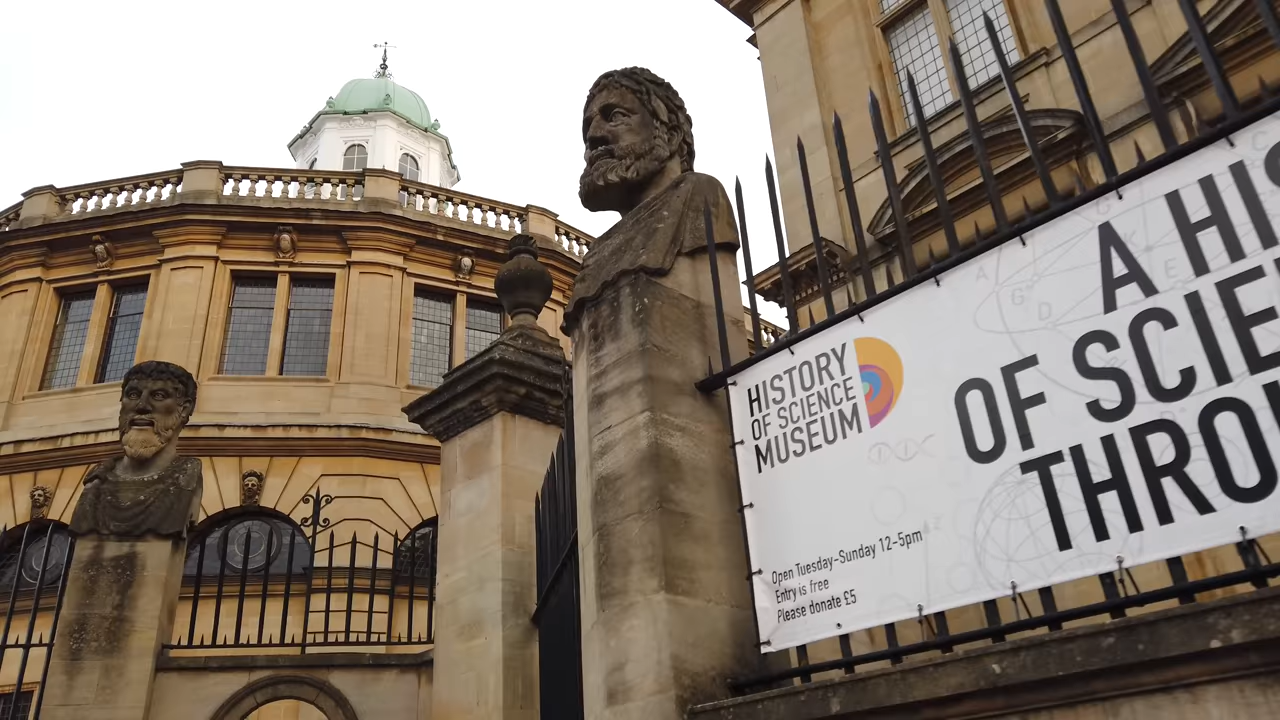 HISTORY
OF SCIENCE
MUSEUM
Open Tuesday–Sunday 12–5pm
Entry is free
Please donate £5
A HIS
OF SCIE
THRO